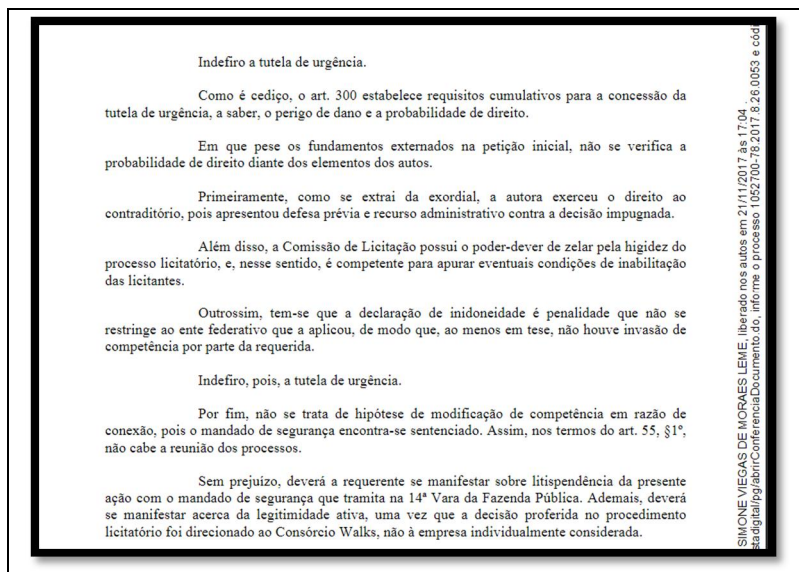 Indefiro a tutela de urgência.
Como é cediço, o art. 300 estabelece requisitos cumulativos para a concessão da
tutela de urgência, a saber, o perigo de dano e a probabilidade de direito.
Em que pese os fundamentos externados na petição inicial, não se verifica a
probabilidade de direito diante dos elementos dos autos.
Primeiramente, como se extrai da exordial, a autora exerceu o direito ao
contraditório, pois apresentou defesa prévia e recurso administrativo contra a decisão impugnada.
Além disso, a Comissão de Licitação possui o poder-dever de zelar pela higidez do
processo licitatório, e, nesse sentido, é competente para apurar eventuais condições de inabilitação
das licitantes.
Outrossim, tem-se que a declaração de inidoneidade é penalidade que não se
restringe ao ente federativo que a aplicou, de modo que, ao menos em tese, não houve invasão de
competência por parte da requerida.
Indefiro, pois, a tutela de urgência.
Por fim, não se trata de hipótese de modificação de competência em razão de
conexão, pois o mandado de segurança encontra-se sentenciado. Assim, nos termos do art. 55, §1º,
não cabe a reunião dos processos.
Sem prejuízo, deverá a requerente se manifestar sobre litispendência da presente
ação com o mandado de segurança que tramita na 14ª Vara da Fazenda Pública. Ademais, deverá
se manifestar acerca da legitimidade ativa, uma vez que a decisão proferida no procedimento
licitatório foi direcionado ao Consórcio Walks, não à empresa individualmente considerada.
SIMONE VIEGAS DE MORAES LEME, liberado nos autos em 21/11/2017 às 17:04 .
stadigital/pg/abrirConferenciaDocumento.do, informe o processo 1052700-78.2017.8.26.0053 e códi